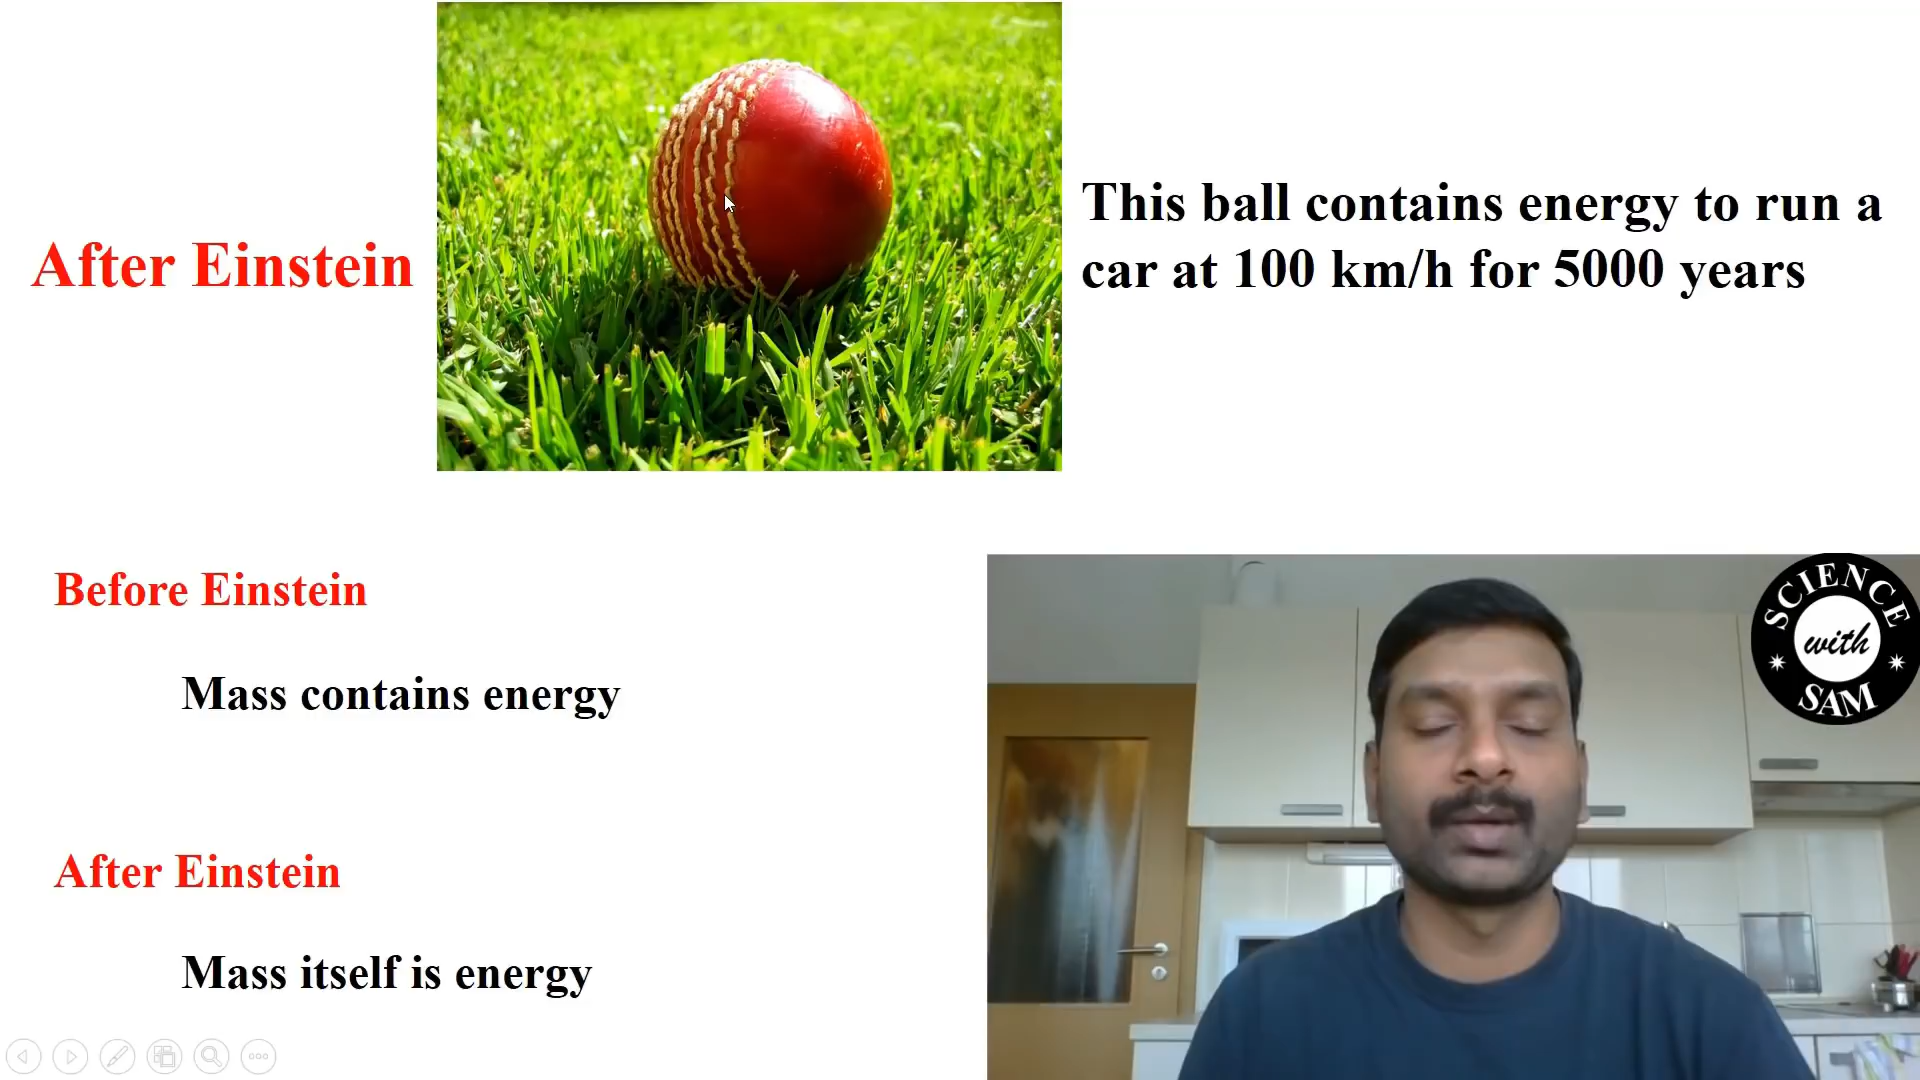 After Einstein
This ball contains energy to run a
car at 100 km/h for 5000 years
Before Einstein
Mass contains energy
After Einstein
Mass itself is energy
SCIENCE
with
SAM